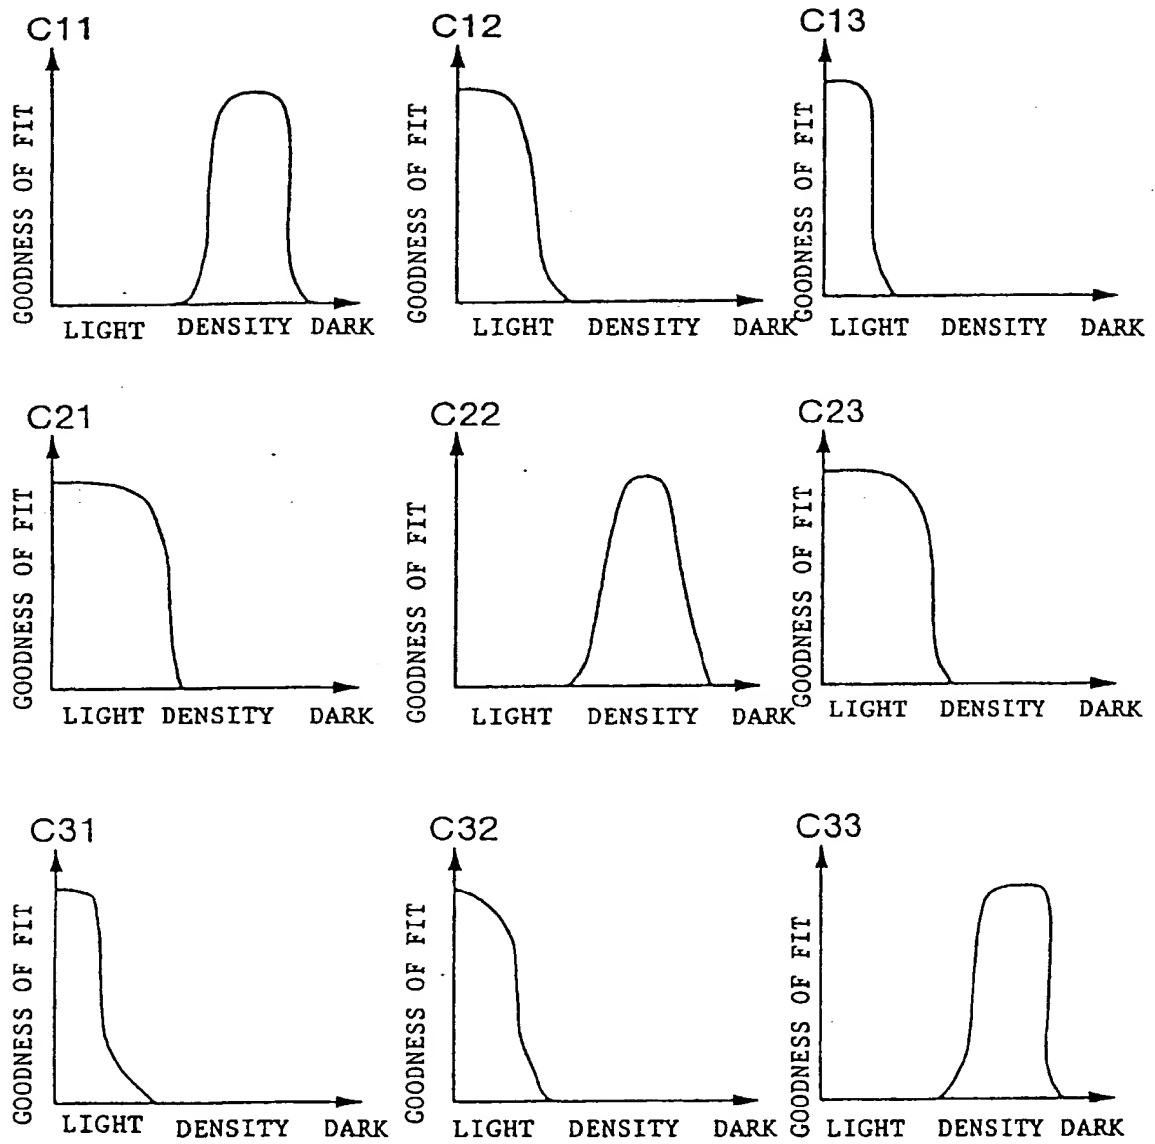 C11
GOODNESS OF FIT
LIGHT DENSITY DARK
C12
GOODNESS OF FIT
LIGHT DENSITY DARK
C13
GOODNESS OF FIT
LIGHT DENSITY DARK
C21
GOODNESS OF FIT
LIGHT DENSITY DARK
C22
GOODNESS OF FIT
LIGHT DENSITY DARK
C23
GOODNESS OF FIT
LIGHT DENSITY DARK
C31
GOODNESS OF FIT
LIGHT DENSITY DARK
C32
GOODNESS OF FIT
LIGHT DENSITY DARK
C33
GOODNESS OF FIT
LIGHT DENSITY DARK